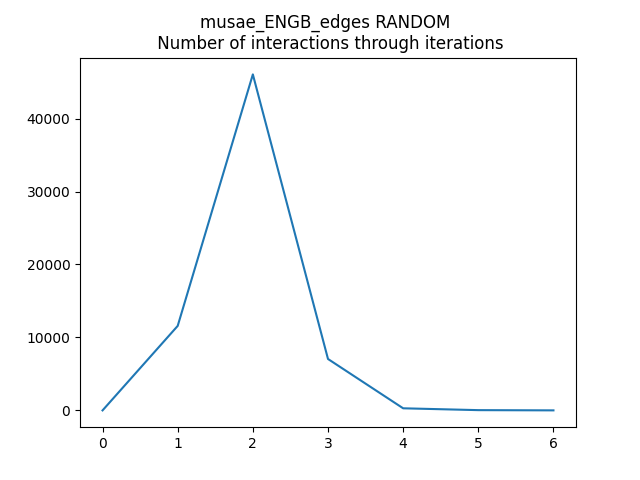 musae_ENGB_edges RANDOM
Number of interactions through iterations
40000
30000
20000
10000
0
0 1 2 3 4 5 6